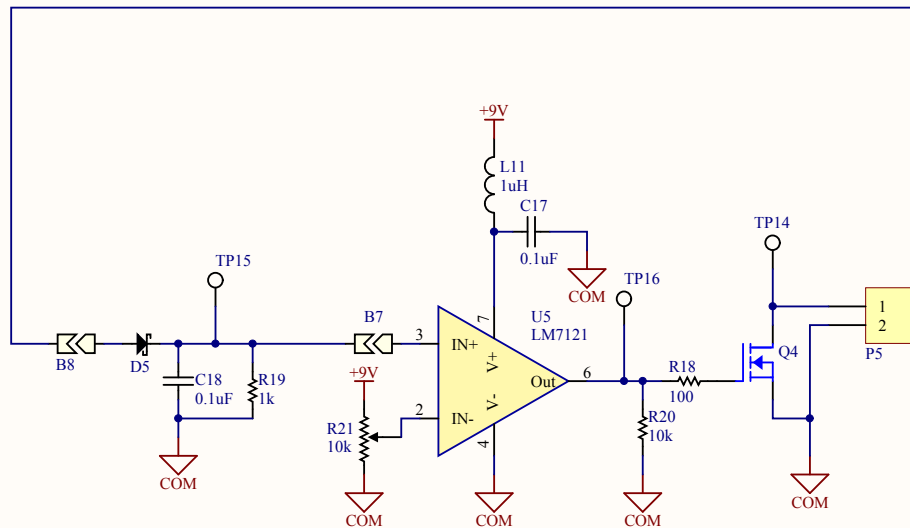 +9V
L11
1uH
C17
0.1uF
COM
TP14
TP15
TP16
7
U5
LM7121
1
2
P5
B7
3
IN+
V+
B8
D5
C18
0.1uF
R19
1k
+9V
Out
6
R18
100
Q4
2
IN-
V-
R21
10k
4
R20
10k
COM
COM
COM
COM
COM